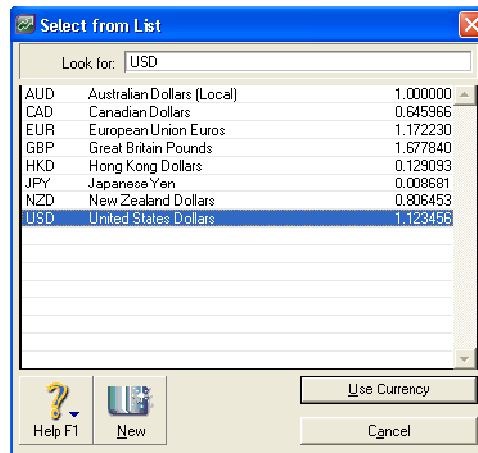 Select from List
Look for: USD
AUD Australian Dollars (Local) 1.000000
CAD Canadian Dollars 0.645966
EUR European Union Euros 1.172230
GBP Great Britain Pounds 1.677840
HKD Hong Kong Dollars 0.129093
JPY Japanese Yen 0.008681
NZD New Zealand Dollars 0.806453
USD United States Dollars 1.123456
Use Currency
Help F1 New Cancel